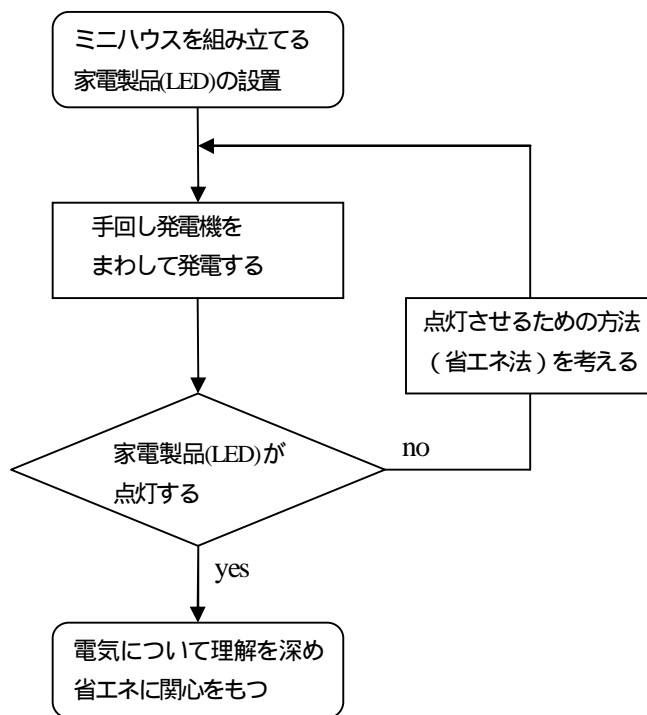 ミニハウスを組み立てる
家電製品(LED)の設置
手回し発電機を
まわして発電する
点灯させるための方法
(省エネ法)を考える
家電製品(LED)が
点灯する
no
yes
電気について理解を深め
省エネに関心をもつ